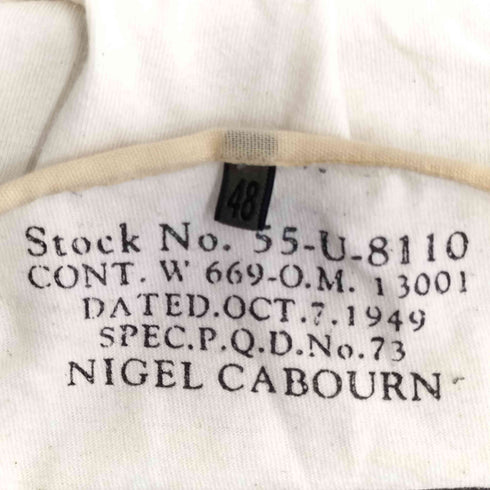 48
Stock No. 55-U-8110
CONT. W 669-O.M. 13001
DATED.OCT.7.1949
SPEC.P.Q.D.No.73
NIGEL CABOURN